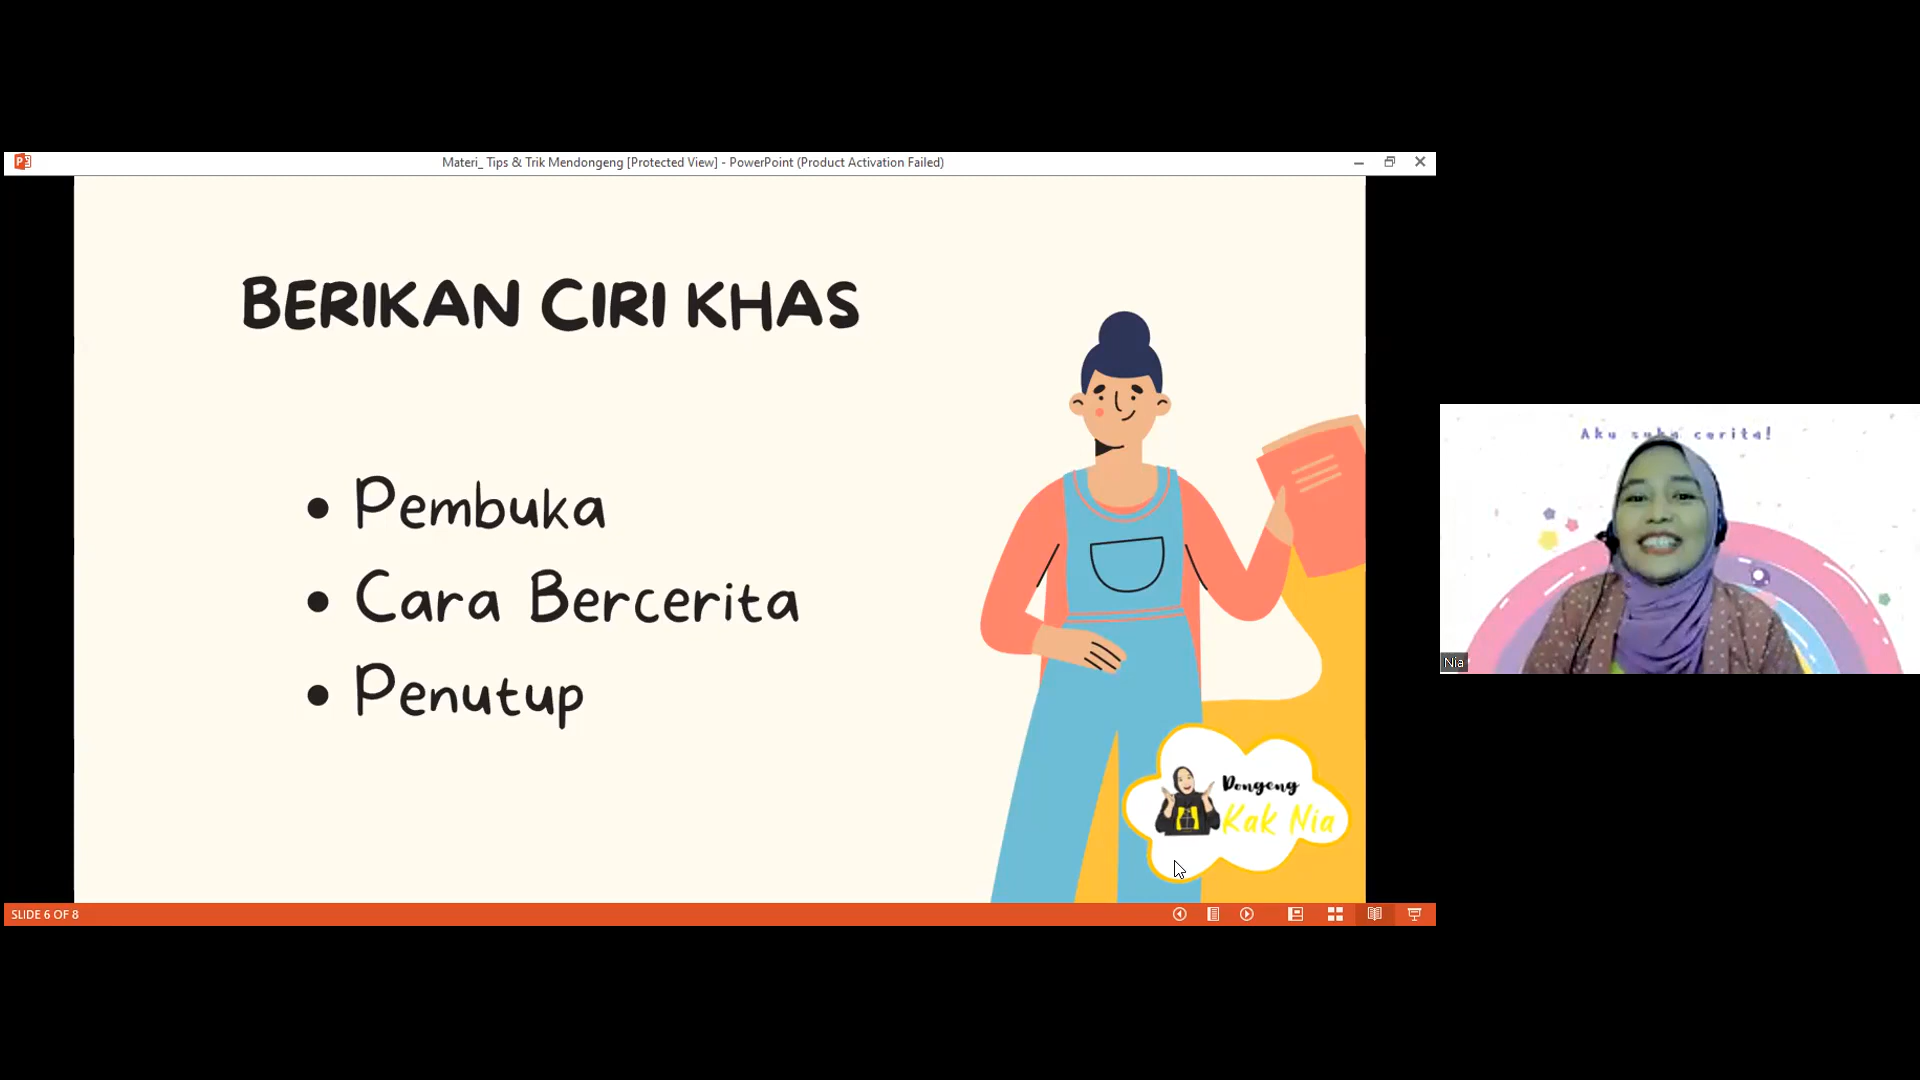 Materi_ Tips & Trik Mendongeng [Protected View] - PowerPoint (Product Activation Failed)
BERIKAN CIRI KHAS
• Pembuka
• Cara Bercerita
• Penutup
Dongeng
Kak Nia
SLIDE 6 OF 8
Aku suka cerita!
Nia